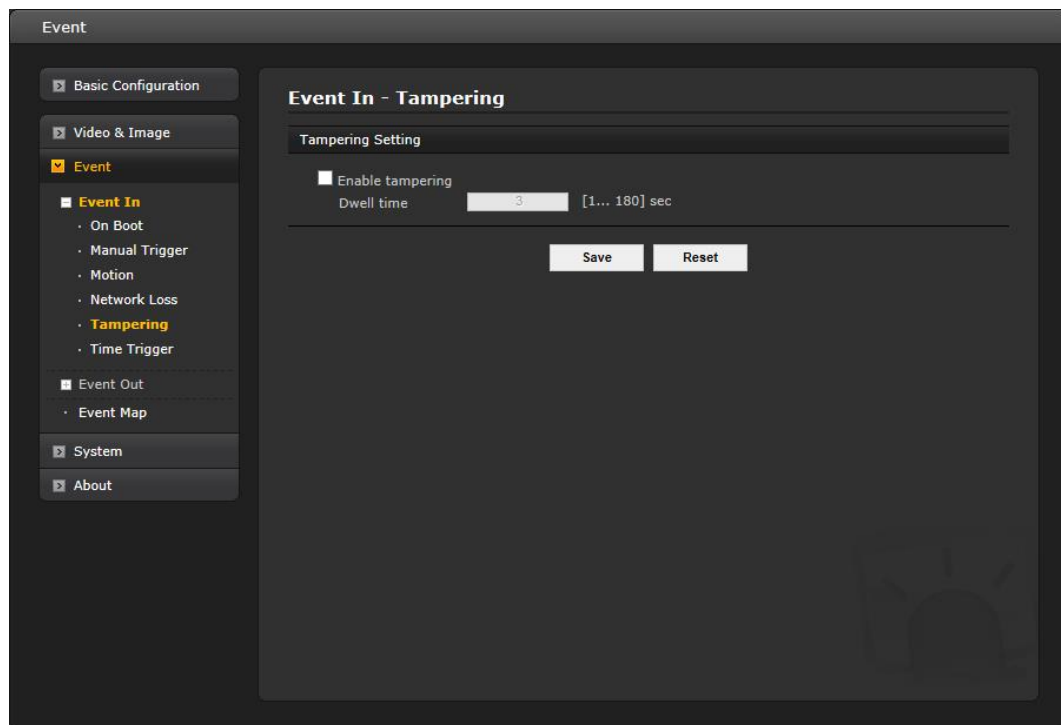 Event
Basic Configuration
Video & Image
Event
Event In
· On Boot
· Manual Trigger
· Motion
· Network Loss
· Tampering
· Time Trigger
Event Out
· Event Map
System
About
Event In - Tampering
Tampering Setting
Enable tampering
Dwell time 3 [1... 180] sec
Save Reset